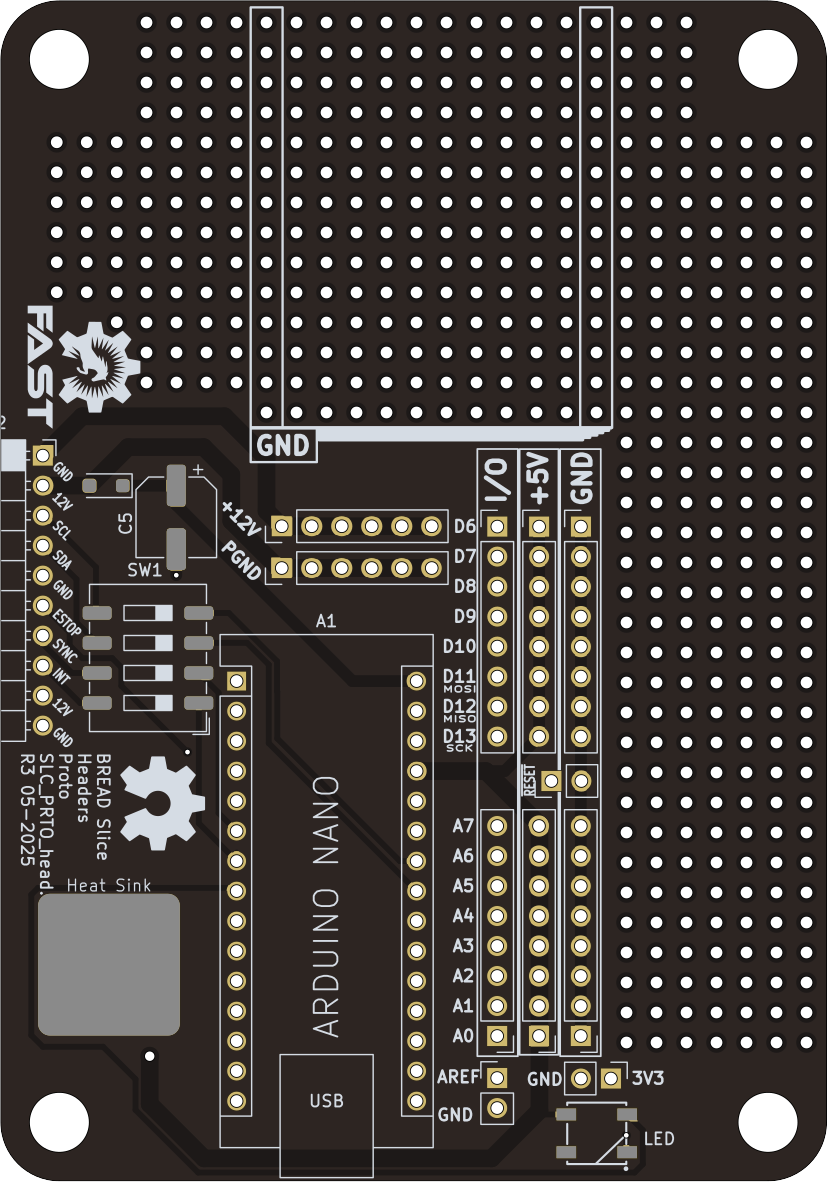 FAST
GND
I/O
+5V
GND
GND
12V
SCL
SDA
GND
ESTOP
SYNC
INT
12V
GND
+
C5
SW1
+12V
PGND
A1
D6
D7
D8
D9
D10
D11
MOSI
D12
MISO
D13
SCK
RESET
A7
A6
A5
A4
A3
A2
A1
A0
BREAD Slice
Proto
Headers
SLC_PRTO_head.
R3 05-2025
Heat Sink
ARDUINO NANO
USB
AREF
GND
GND
3V3
LED